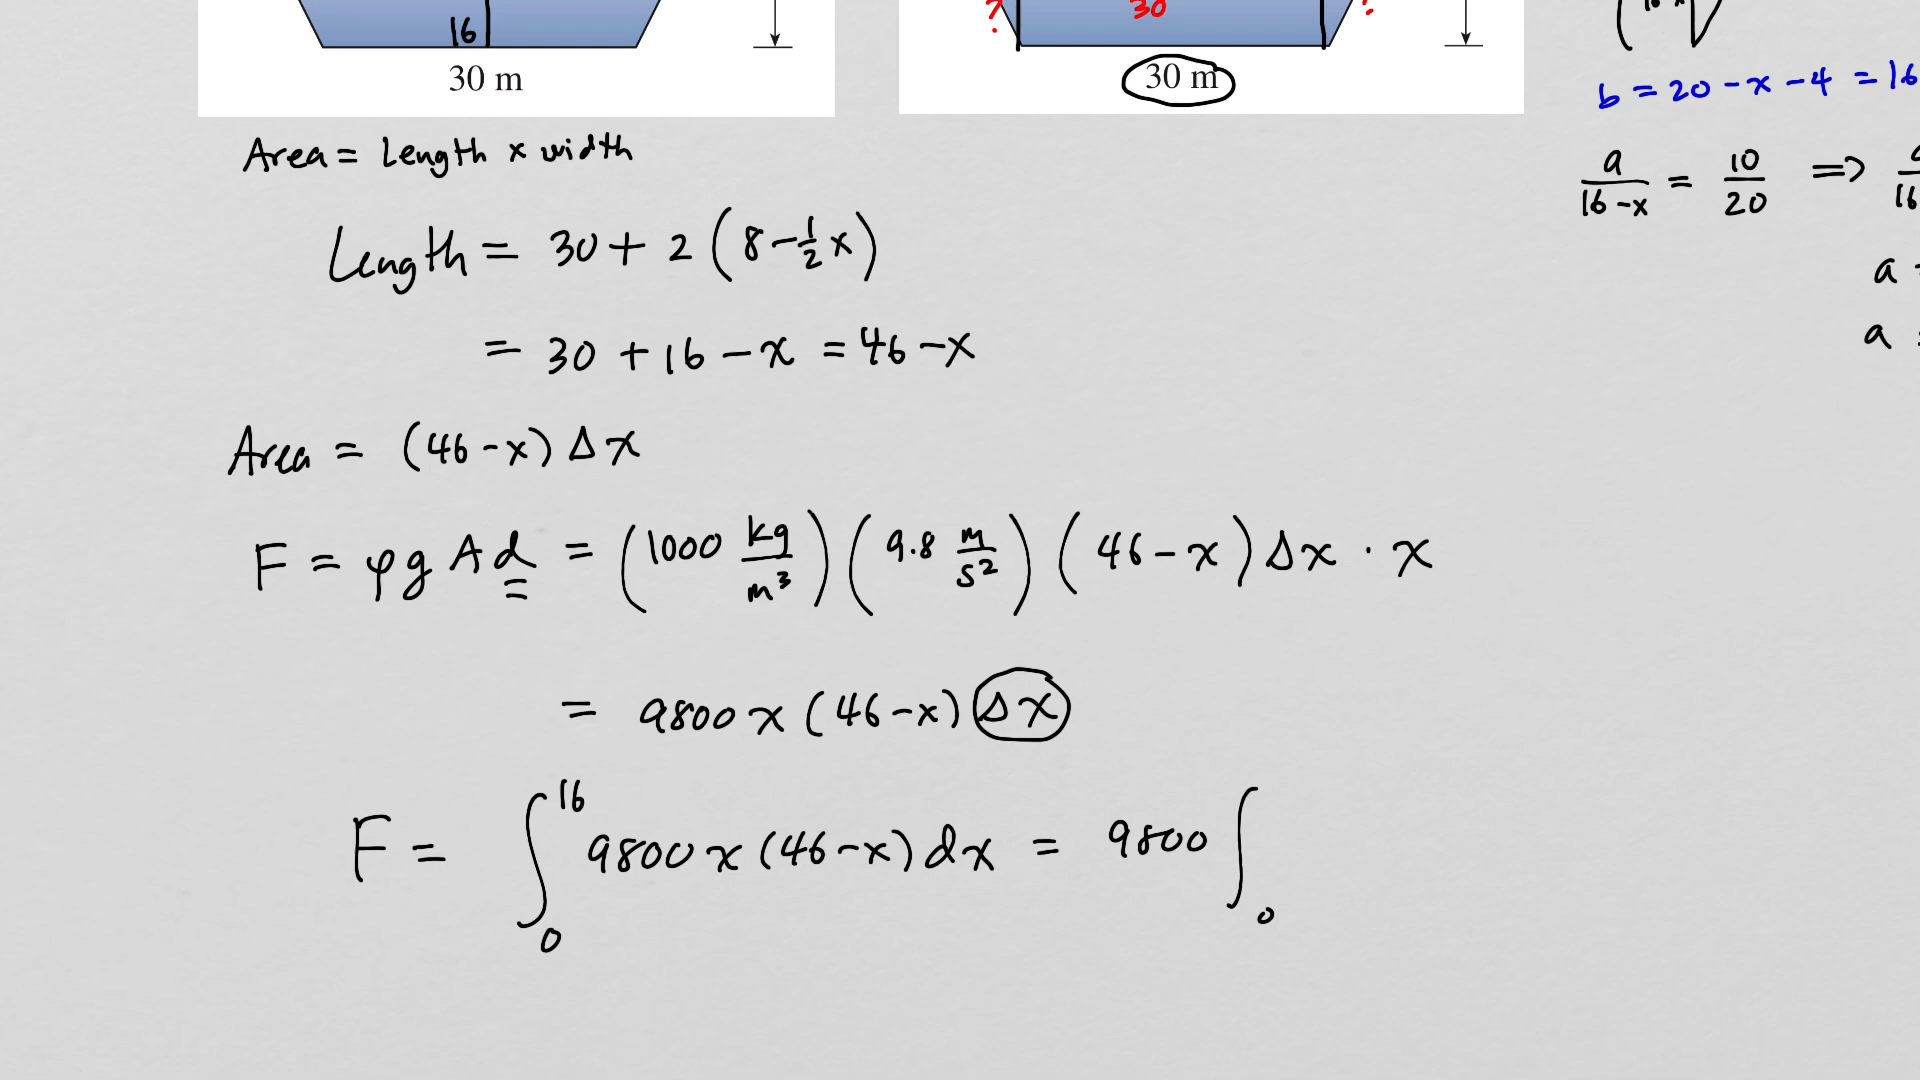 16
30 m
? 30 ?
30 m
b = 20 - x - 4 = 16
Area = Length x width
a/(16-x) = 10/20 =>
Length = 30 + 2 (8 - 1/2 x)
a
= 30 + 16 - x = 46 - x
a =
Area = (46 - x) Δx
F = ρg A d = (1000 kg/m³) (9.8 m/s²) (46 - x) Δx · x
= 9800 x (46 - x) Δx
F = ∫₀¹⁶ 9800 x (46 - x) dx = 9800 ∫₀